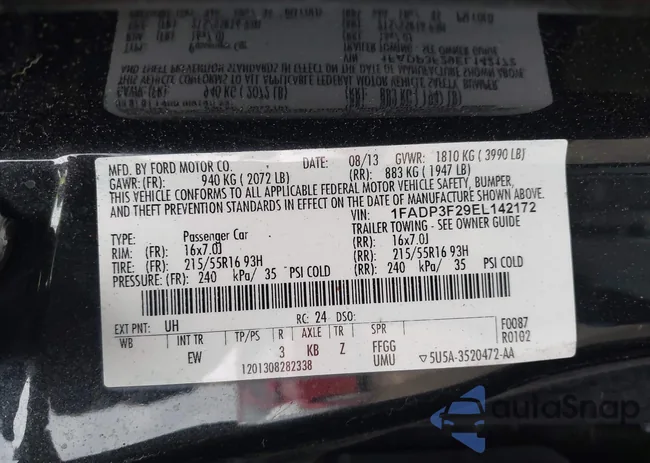 MFD. BY FORD MOTOR CO. DATE: 08/13 GVWR: 1810 KG ( 3990 LB)
GAWR: (FR) 940 KG ( 2072 LB) (RR): 883 KG ( 1947 LB)
THIS VEHICLE CONFORMS TO ALL APPLICABLE FEDERAL MOTOR VEHICLE SAFETY, BUMPER,
AND THEFT PREVENTION STANDARDS IN EFFECT ON THE DATE OF MANUFACTURE SHOWN ABOVE.
VIN: 1FADP3F29EL142172
TYPE: Passenger Car TRAILER TOWING - SEE OWNER GUIDE
RIM: (FR): 16x7.0J (RR): 16x7.0J
TIRE: (FR): 215/55R16 93H (RR): 215/55R16 93H
PRESSURE: (FR): 240 kPa/ 35 PSI COLD (RR): 240 kPa/ 35 PSI COLD
RC: 24 DSO:
EXT PNT: UH F0087
WB INT TR TP/PS R AXLE TR SPR R01G2
EW 3 KB Z FFGG
UMU ▽5U5A-3520472-AA
1201308282338
autoSnap